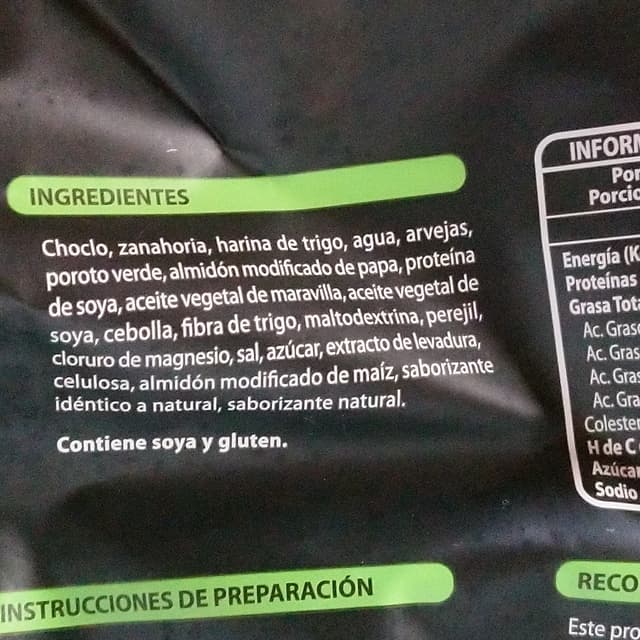 INGREDIENTES
Choclo, zanahoria, harina de trigo, agua, arvejas,
poroto verde, almidón modificado de papa, proteína
de soya, aceite vegetal de maravilla, aceite vegetal de
soya, cebolla, fibra de trigo, maltodextrina, perejil,
cloruro de magnesio, sal, azúcar, extracto de levadura,
celulosa, almidón modificado de maíz, saborizante
idéntico a natural, saborizante natural.
Contiene soya y gluten.
INSTRUCCIONES DE PREPARACIÓN
INFORM
Por
Porcio
Energía (K
Proteínas
Grasa Tota
Ac. Graso
Ac. Gras
Ac. Gras
Ac. Gra
Colester
H de C
Azúcar
Sodio
RECO
Este pro